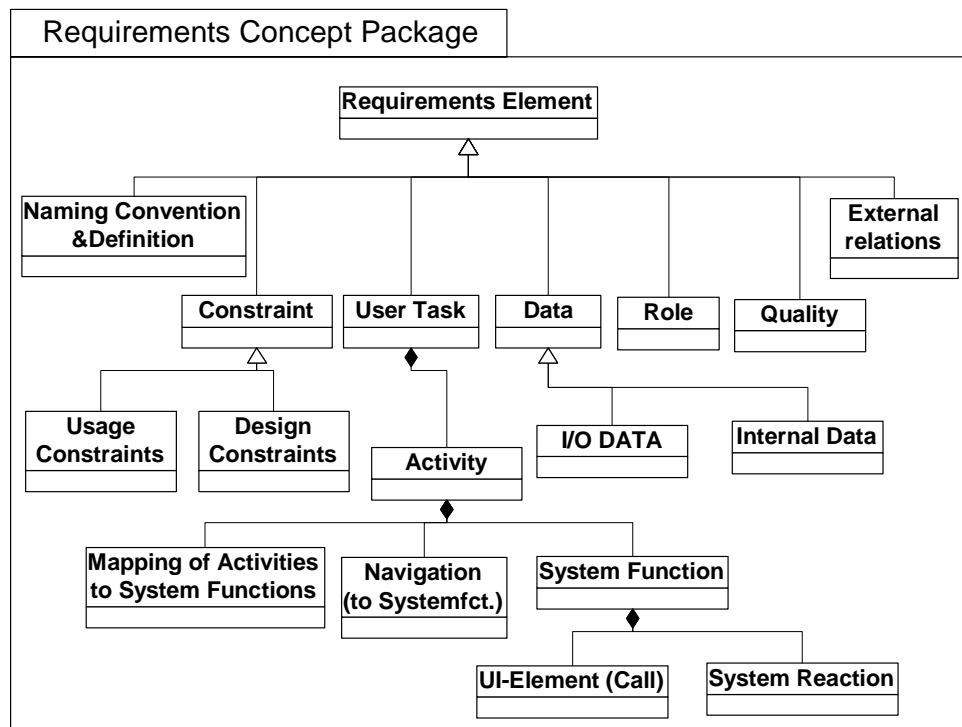 Requirements Concept Package
Requirements Element
Naming Convention
&Definition
External
relations
Constraint
User Task
Data
Role
Quality
Usage
Constraints
Design
Constraints
Activity
I/O DATA
Internal Data
Mapping of Activities
to System Functions
Navigation
(to Systemfct.)
System Function
UI-Element (Call)
System Reaction